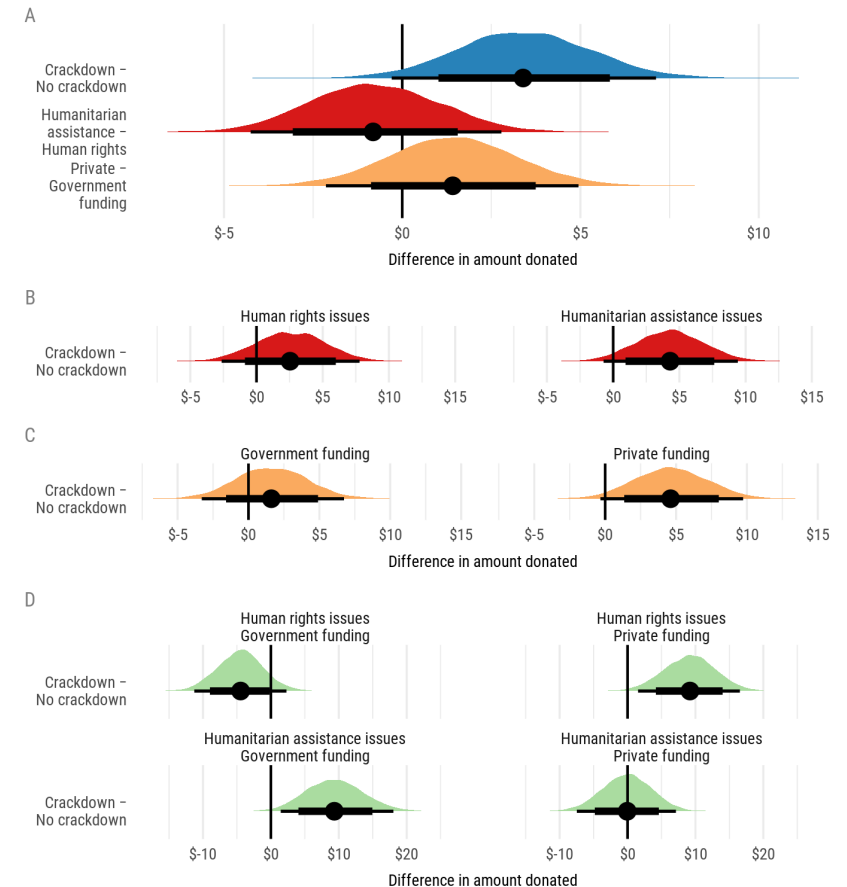 A
Crackdown –
No crackdown
Humanitarian
assistance –
Human rights
Private –
Government
funding
$-5 $0 $5 $10
Difference in amount donated
B
Human rights issues Humanitarian assistance issues
Crackdown –
No crackdown
$-5 $0 $5 $10 $15 $-5 $0 $5 $10 $15
C
Government funding Private funding
Crackdown –
No crackdown
$-5 $0 $5 $10 $15 $-5 $0 $5 $10 $15
Difference in amount donated
D
Human rights issues Human rights issues
Government funding Private funding
Crackdown –
No crackdown
Humanitarian assistance issues Humanitarian assistance issues
Government funding Private funding
Crackdown –
No crackdown
$-10 $0 $10 $20 $-10 $0 $10 $20
Difference in amount donated